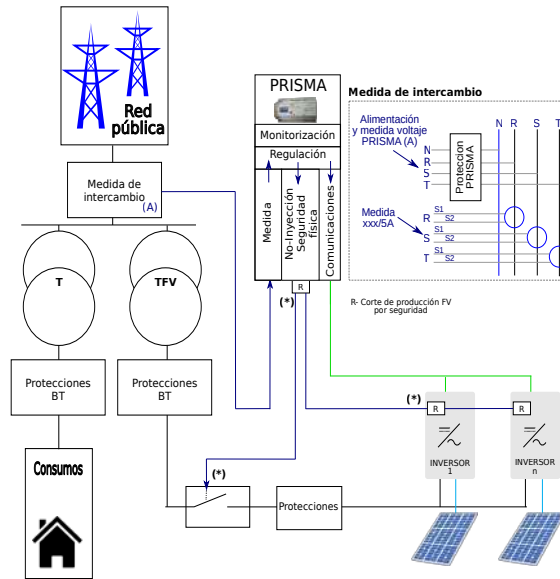 Red
pública
PRISMA
Monitorización
Regulación
Medida
No-Inyección
Seguridad
física
Comunicaciones
R
(*)
Medida de intercambio
Alimentación
y medida voltaje
PRISMA (A)
N R S T
N
R
S
T
Proteccion
PRISMA
Medida
xxx/5A
R
S1
S2
S
S1
S2
T
S1
S2
R- Corte de producción FV
por seguridad
Medida de
intercambio
(A)
T
TFV
Protecciones
BT
Protecciones
BT
Consumos
(*)
Protecciones
(*)
R
R
INVERSOR
1
INVERSOR
n